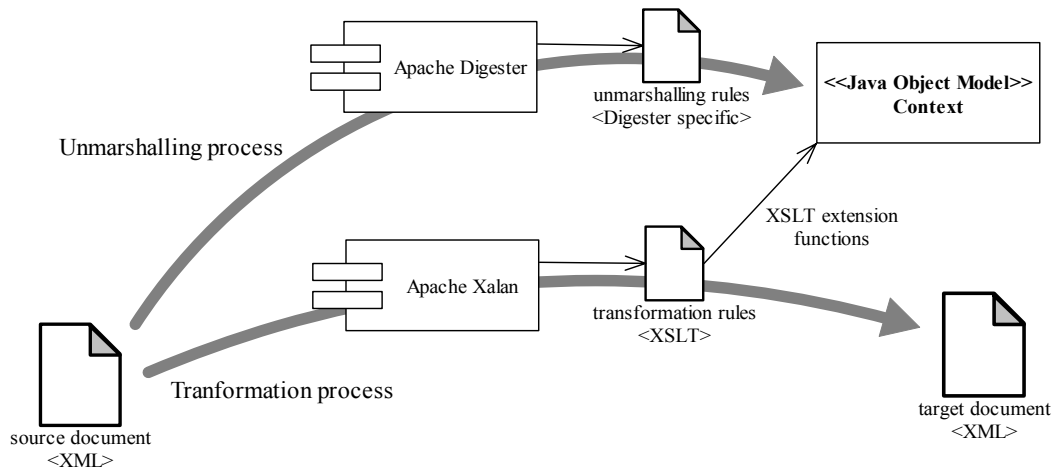 Apache Digester
unmarshalling rules
<Digester specific>
<<Java Object Model>>
Context
Unmarshalling process
XSLT extension
functions
Apache Xalan
transformation rules
<XSLT>
Tranformation process
source document
<XML>
target document
<XML>